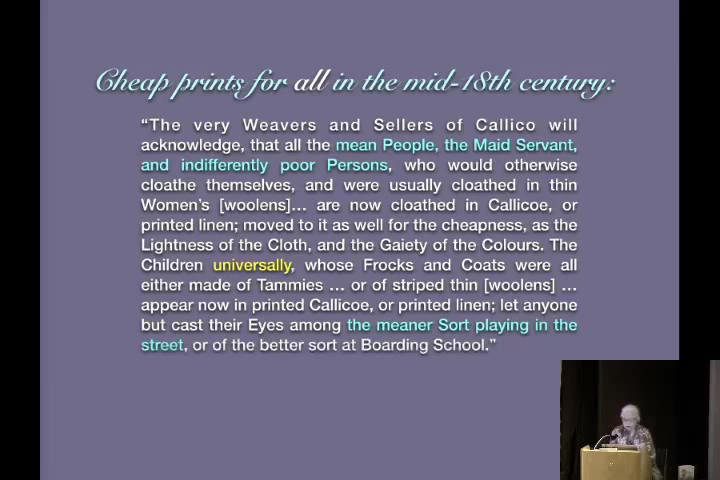 Cheap prints for all in the mid-18th century:
“The very Weavers and Sellers of Callico will
acknowledge, that all the mean People, the Maid Servant,
and indifferently poor Persons, who would otherwise
cloathe themselves, and were usually cloathed in thin
Women’s [woolens]… are now cloathed in Callicoe, or
printed linen; moved to it as well for the cheapness, as the
Lightness of the Cloth, and the Gaiety of the Colours. The
Children universally, whose Frocks and Coats were all
either made of Tammies … or of striped thin [woolens] …
appear now in printed Callicoe, or printed linen; let anyone
but cast their Eyes among the meaner Sort playing in the
street, or of the better sort at Boarding School.”